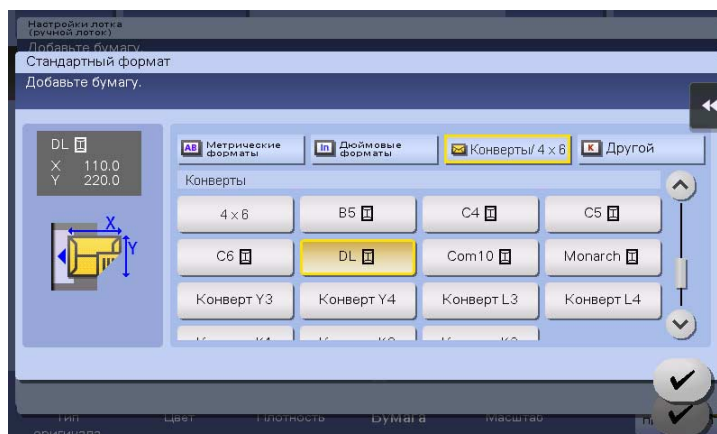 Настройки лотка
(ручной лоток)
Добавьте бумагу.
Стандартный формат
Добавьте бумагу.
DL
X 110.0
Y 220.0
X
Y
AB Метрические форматы
In Дюймовые форматы
Конверты/ 4 x 6
K Другой
Конверты
4 x 6
B5
C4
C5
C6
DL
Com10
Monarch
Конверт Y3
Конверт Y4
Конверт L3
Конверт L4
Тип оригинала
Цвет
Плотность
Бумага
Масштаб